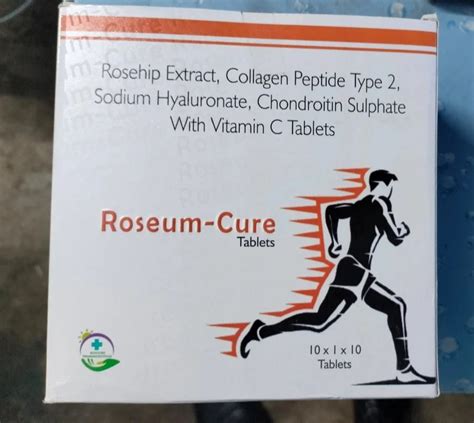 Rosehip Extract, Collagen Peptide Type 2,
Sodium Hyaluronate, Chondroitin Sulphate
With Vitamin C Tablets
Roseum-Cure
Tablets
10 x 1 x 10
Tablets